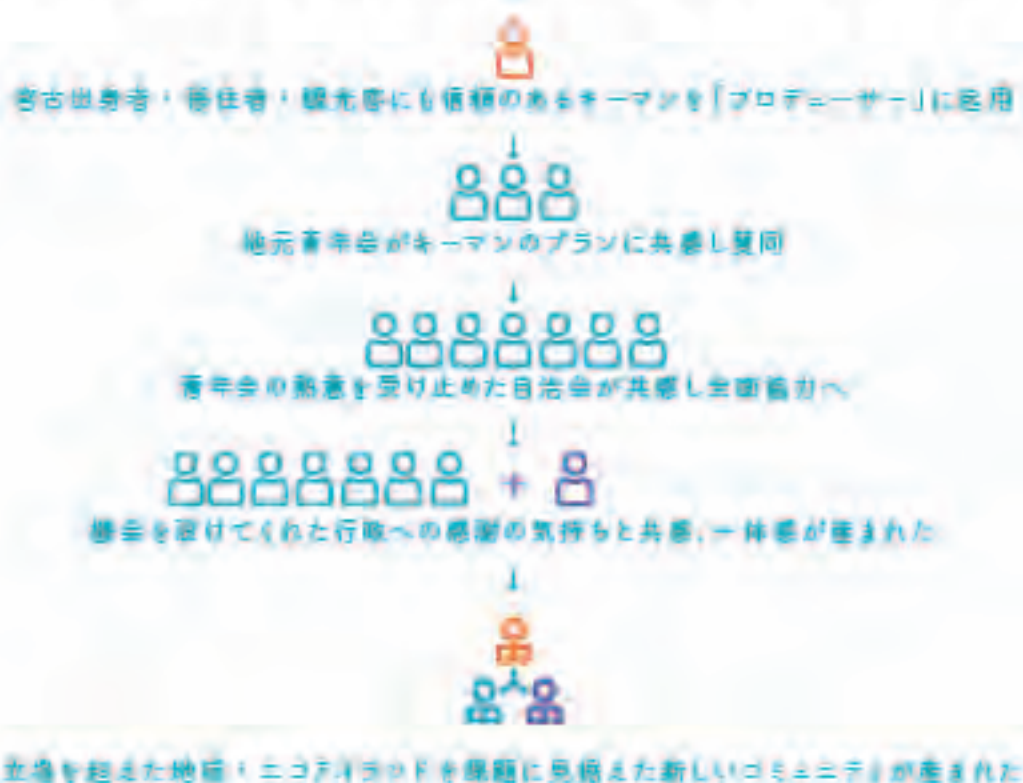 宮古出身者・居住者・観光客にも信頼のあるキーマンを「プロデューサー」に起用
↓
地元青年会がキーマンのプランに共感し賛同
↓
青年会の熱意を受け止めた自治会が共感し全面協力へ
↓
+
機会を設けてくれた行政への感謝の気持ちと共感、一体感が産まれた
↓
立場を超えた地域・エコアイランドを課題に見据えた新しいコミュニティが産まれた